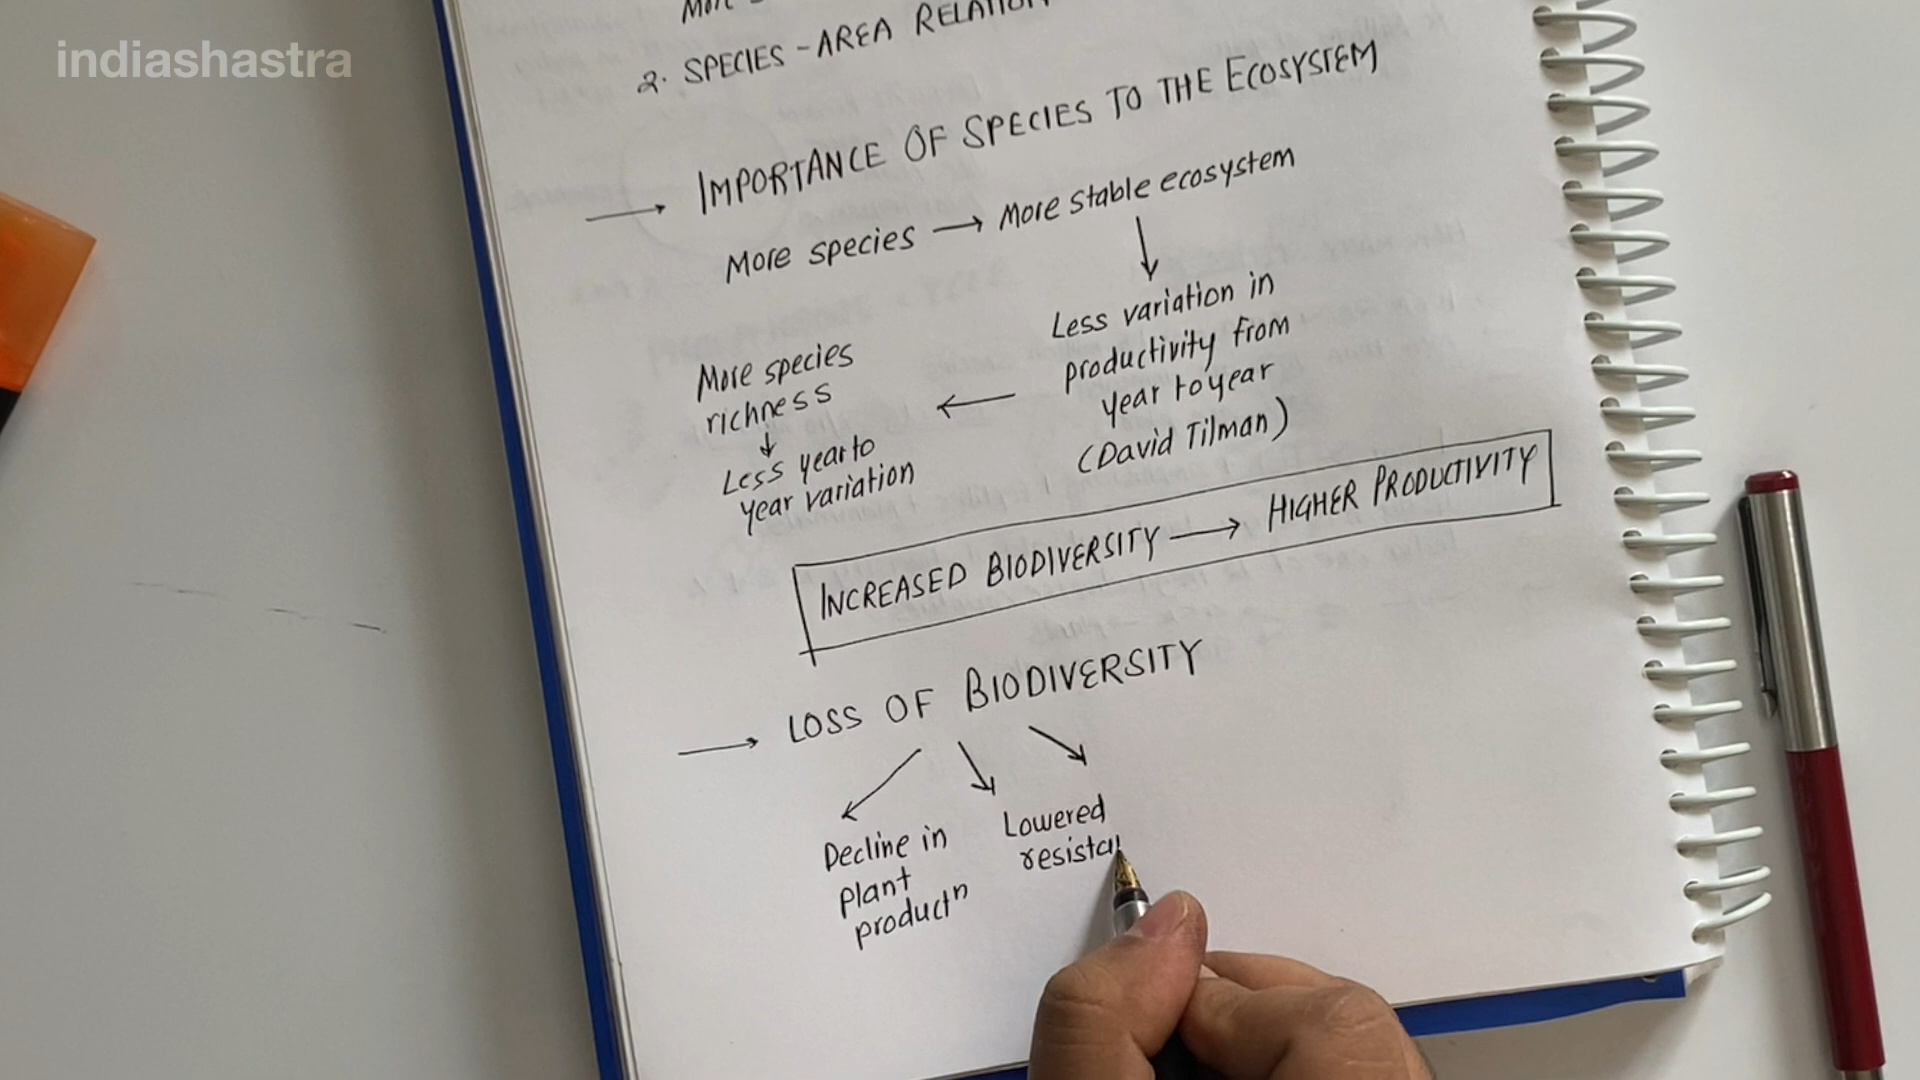 indiashastra
2. SPECIES - AREA
IMPORTANCE OF SPECIES TO THE ECOSYSTEM
More species → More stable ecosystem
Less variation in
productivity from
year to year
(David Tilman)
More species
richness
Less year to
year variation
INCREASED BIODIVERSITY → HIGHER PRODUCTIVITY
LOSS OF BIODIVERSITY
Decline in
plant
productⁿ
Lowered